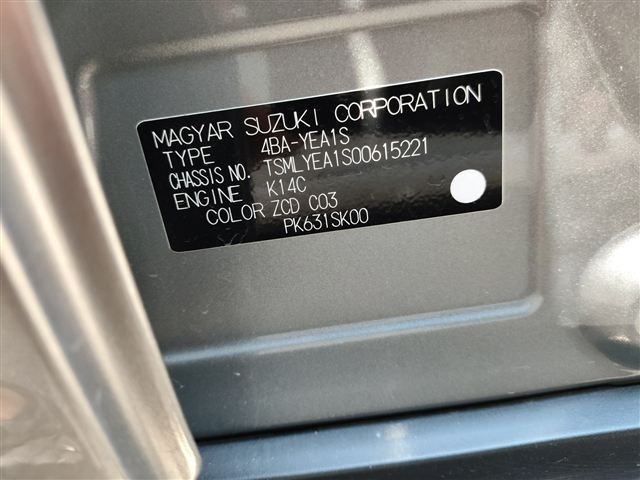 MAGYAR SUZUKI CORPORATION
TYPE 4BA-YEA1S
CHASSIS NO. TSMLYEA1S00615221
ENGINE K14C
COLOR ZCD C03
PK631SK00